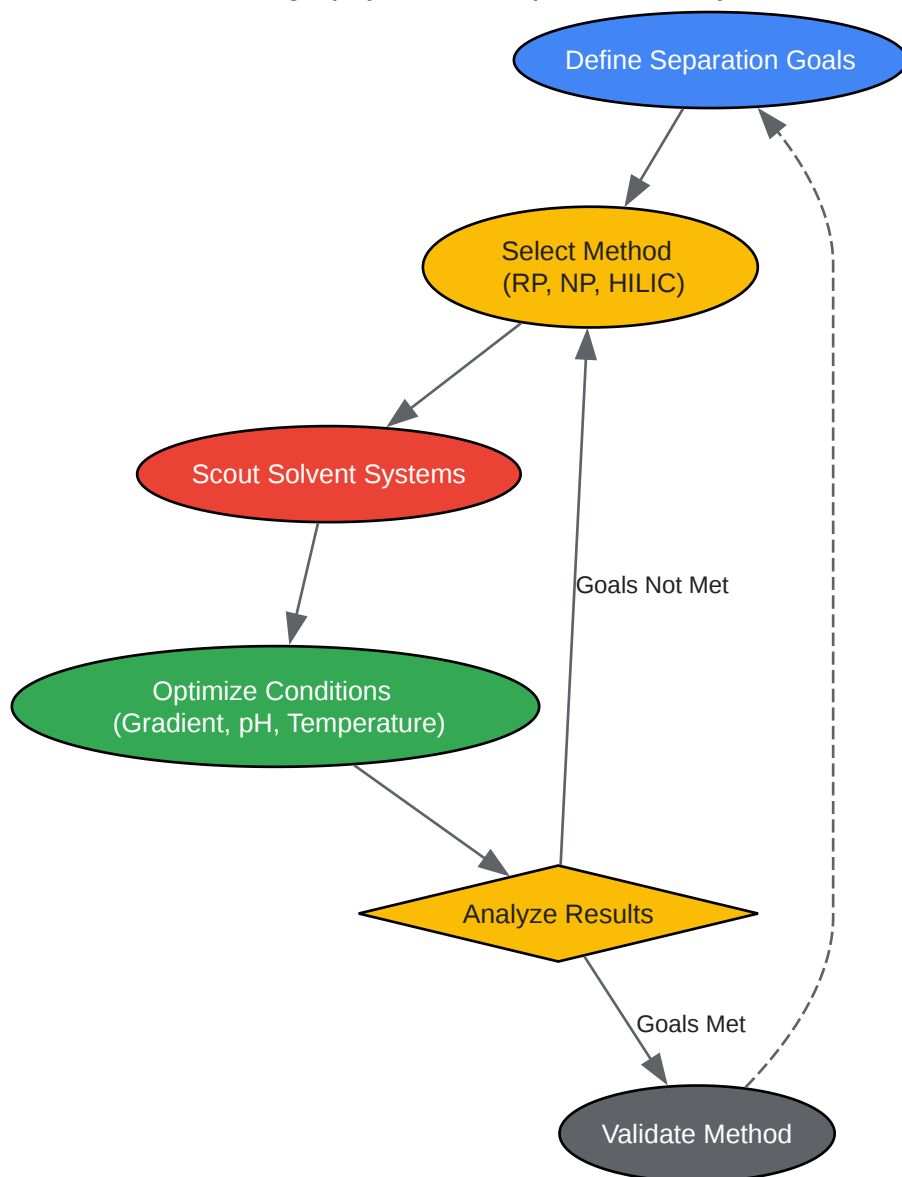 Define Separation Goals
Select Method
(RP, NP, HILIC)
Scout Solvent Systems
Goals Not Met
Optimize Conditions
(Gradient, pH, Temperature)
Analyze Results
Goals Met
Validate Method